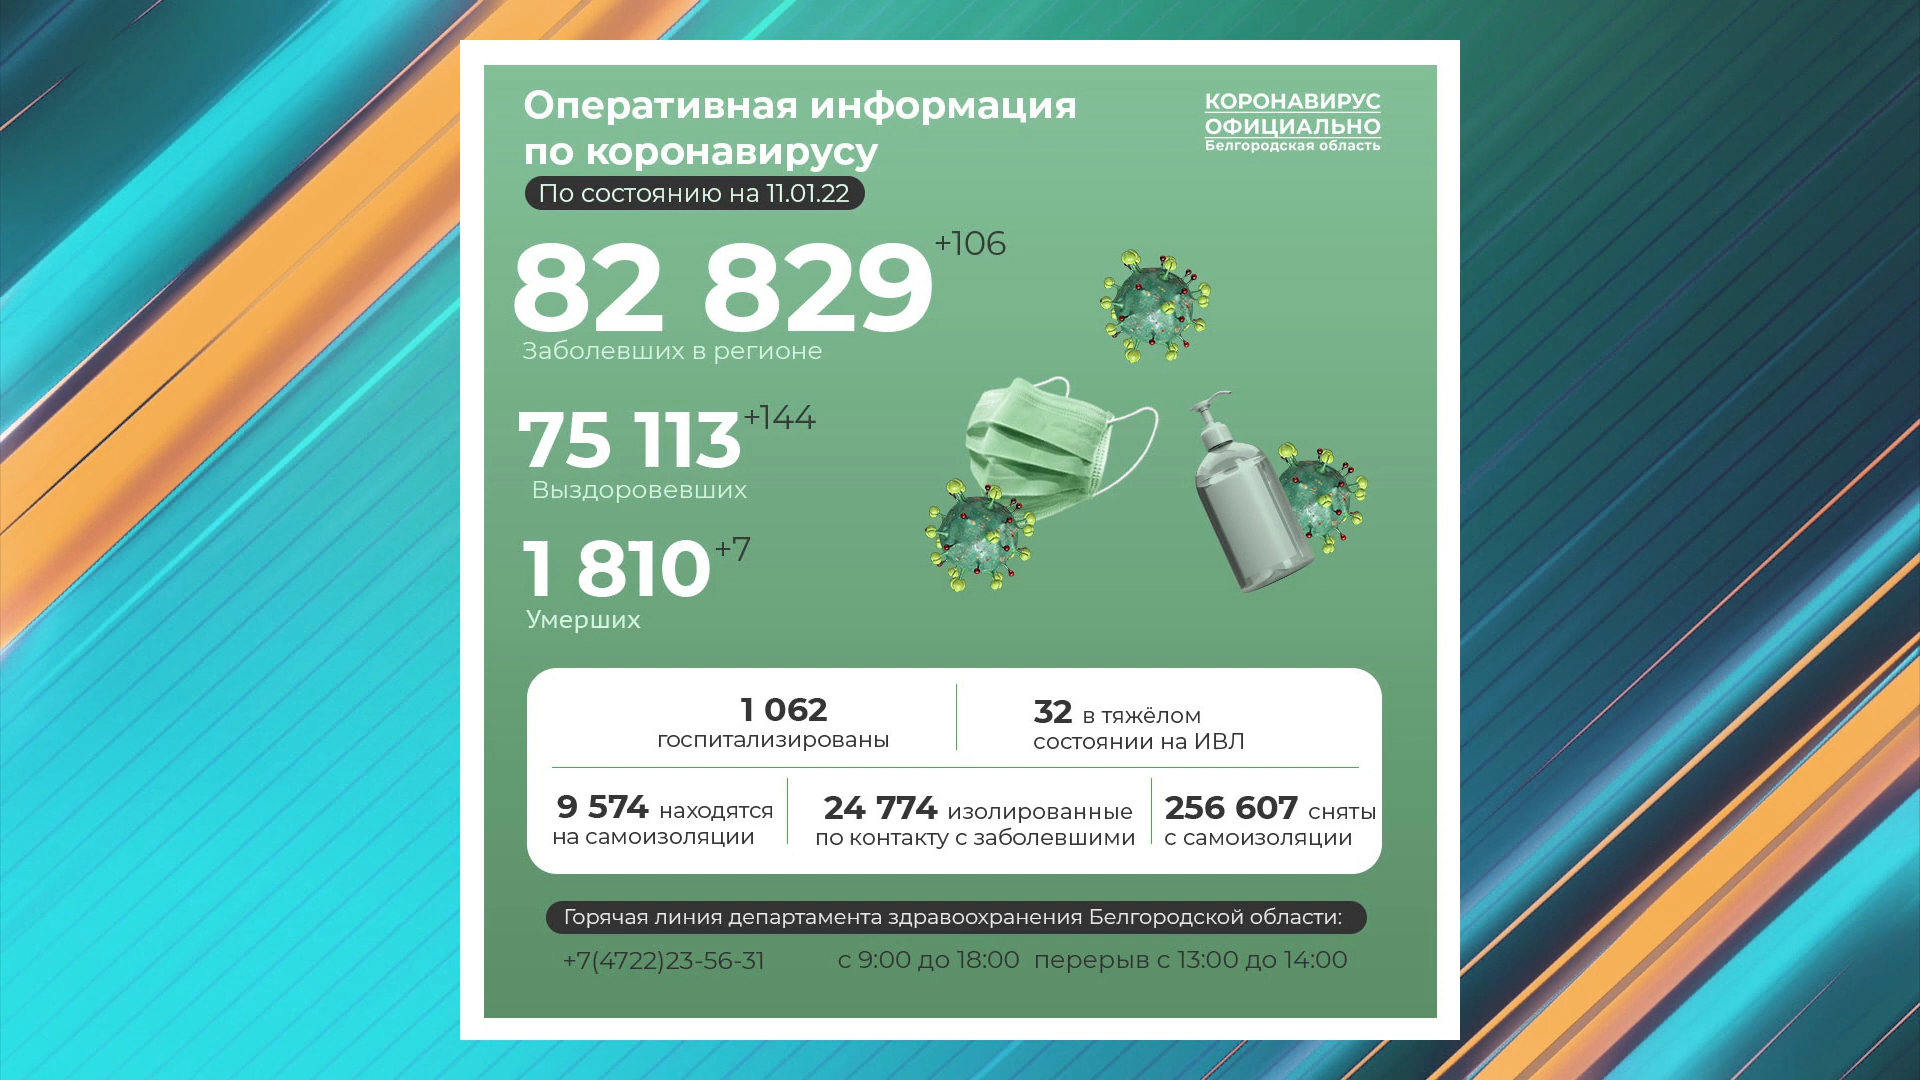 Оперативная информация
по коронавирусу
КОРОНАВИРУС
ОФИЦИАЛЬНО
Белгородская область
По состоянию на 11.01.22
82 829 +106
Заболевших в регионе
75 113 +144
Выздоровевших
1 810 +7
Умерших
1 062
госпитализированы
32 в тяжёлом
состоянии на ИВЛ
9 574 находятся
на самоизоляции
24 774 изолированные
по контакту с заболевшими
256 607 сняты
с самоизоляции
Горячая линия департамента здравоохранения Белгородской области:
+7(4722)23-56-31 с 9:00 до 18:00 перерыв с 13:00 до 14:00